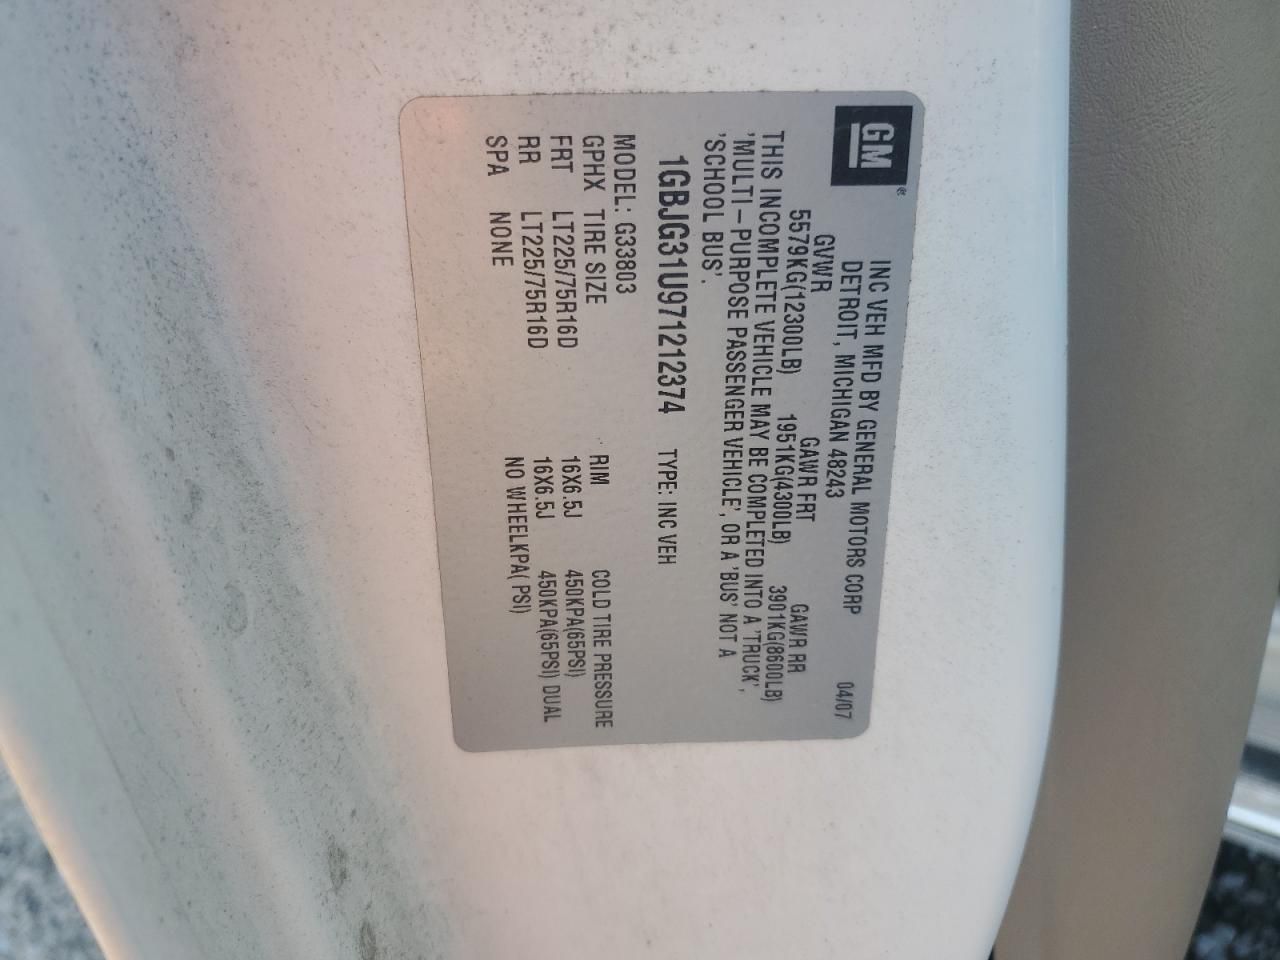 GM®
INC VEH MFD BY GENERAL MOTORS CORP
DETROIT, MICHIGAN 48243 04/07
GVWR GAWR FRT GAWR RR
5579KG(12300LB) 1951KG(4300LB) 3901KG(8600LB)
THIS INCOMPLETE VEHICLE MAY BE COMPLETED INTO A 'TRUCK',
'MULTI-PURPOSE PASSENGER VEHICLE', OR A 'BUS' NOT A
'SCHOOL BUS'.
1GBJG31U971212374 TYPE: INC VEH
MODEL: G33803
GPHX TIRE SIZE RIM COLD TIRE PRESSURE
FRT LT225/75R16D 16X6.5J 450KPA(65PSI)
RR LT225/75R16D 16X6.5J 450KPA(65PSI) DUAL
SPA NONE NO WHEELKPA( PSI)